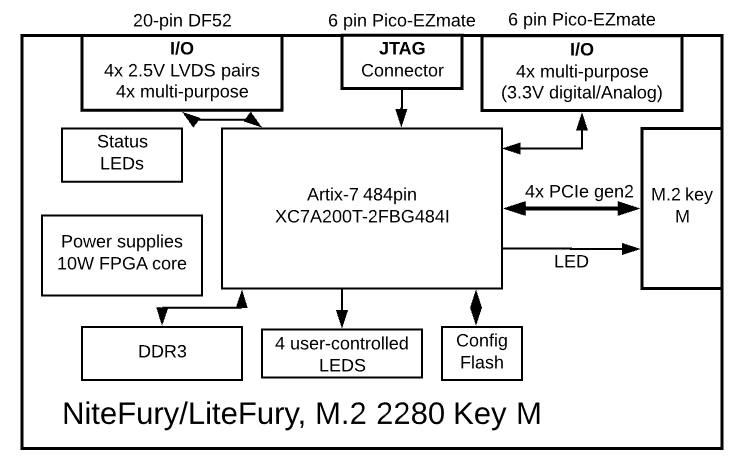 20-pin DF52
6 pin Pico-EZmate
6 pin Pico-EZmate
I/O
4x 2.5V LVDS pairs
4x multi-purpose
JTAG
Connector
I/O
4x multi-purpose
(3.3V digital/Analog)
Status
LEDs
Artix-7 484pin
XC7A200T-2FBG484I
4x PCIe gen2
M.2 key
M
LED
Power supplies
10W FPGA core
DDR3
4 user-controlled
LEDS
Config
Flash
NiteFury/LiteFury, M.2 2280 Key M